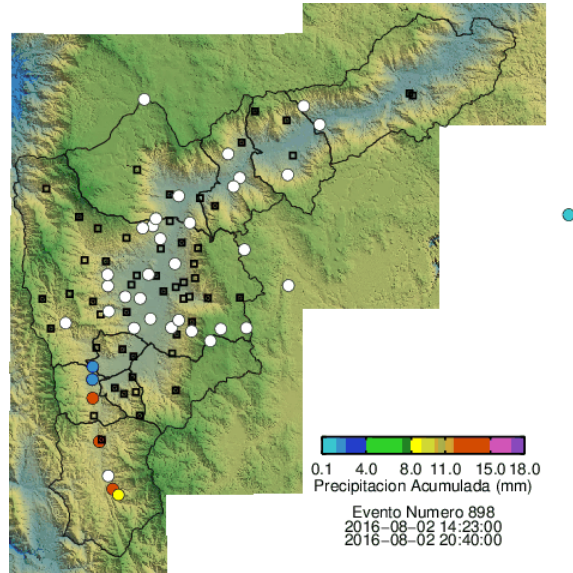 0.1 4.0 8.0 11.0 15.0 18.0
Precipitacion Acumulada (mm)
Evento Numero 898
2016-08-02 14:23:00
2016-08-02 20:40:00